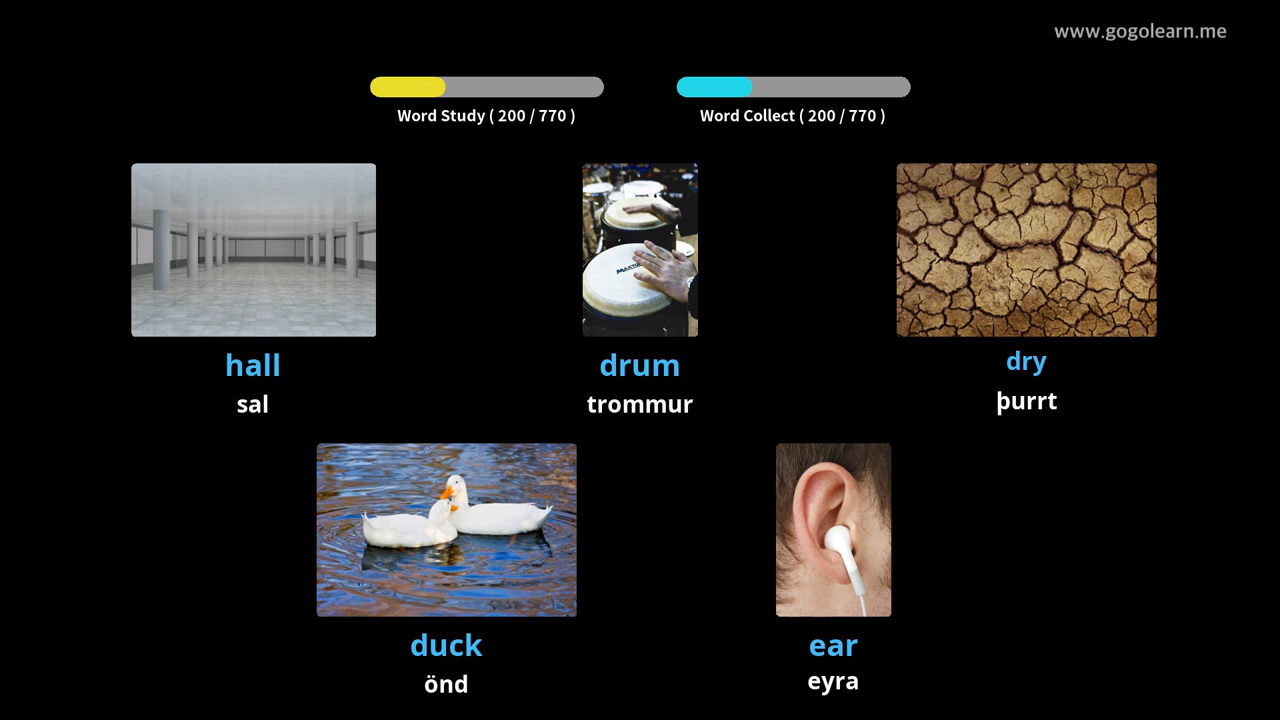 www.gogolearn.me
Word Study ( 200 / 770 )
Word Collect ( 200 / 770 )
hall
sal
drum
trommur
dry
þurrt
duck
önd
ear
eyra